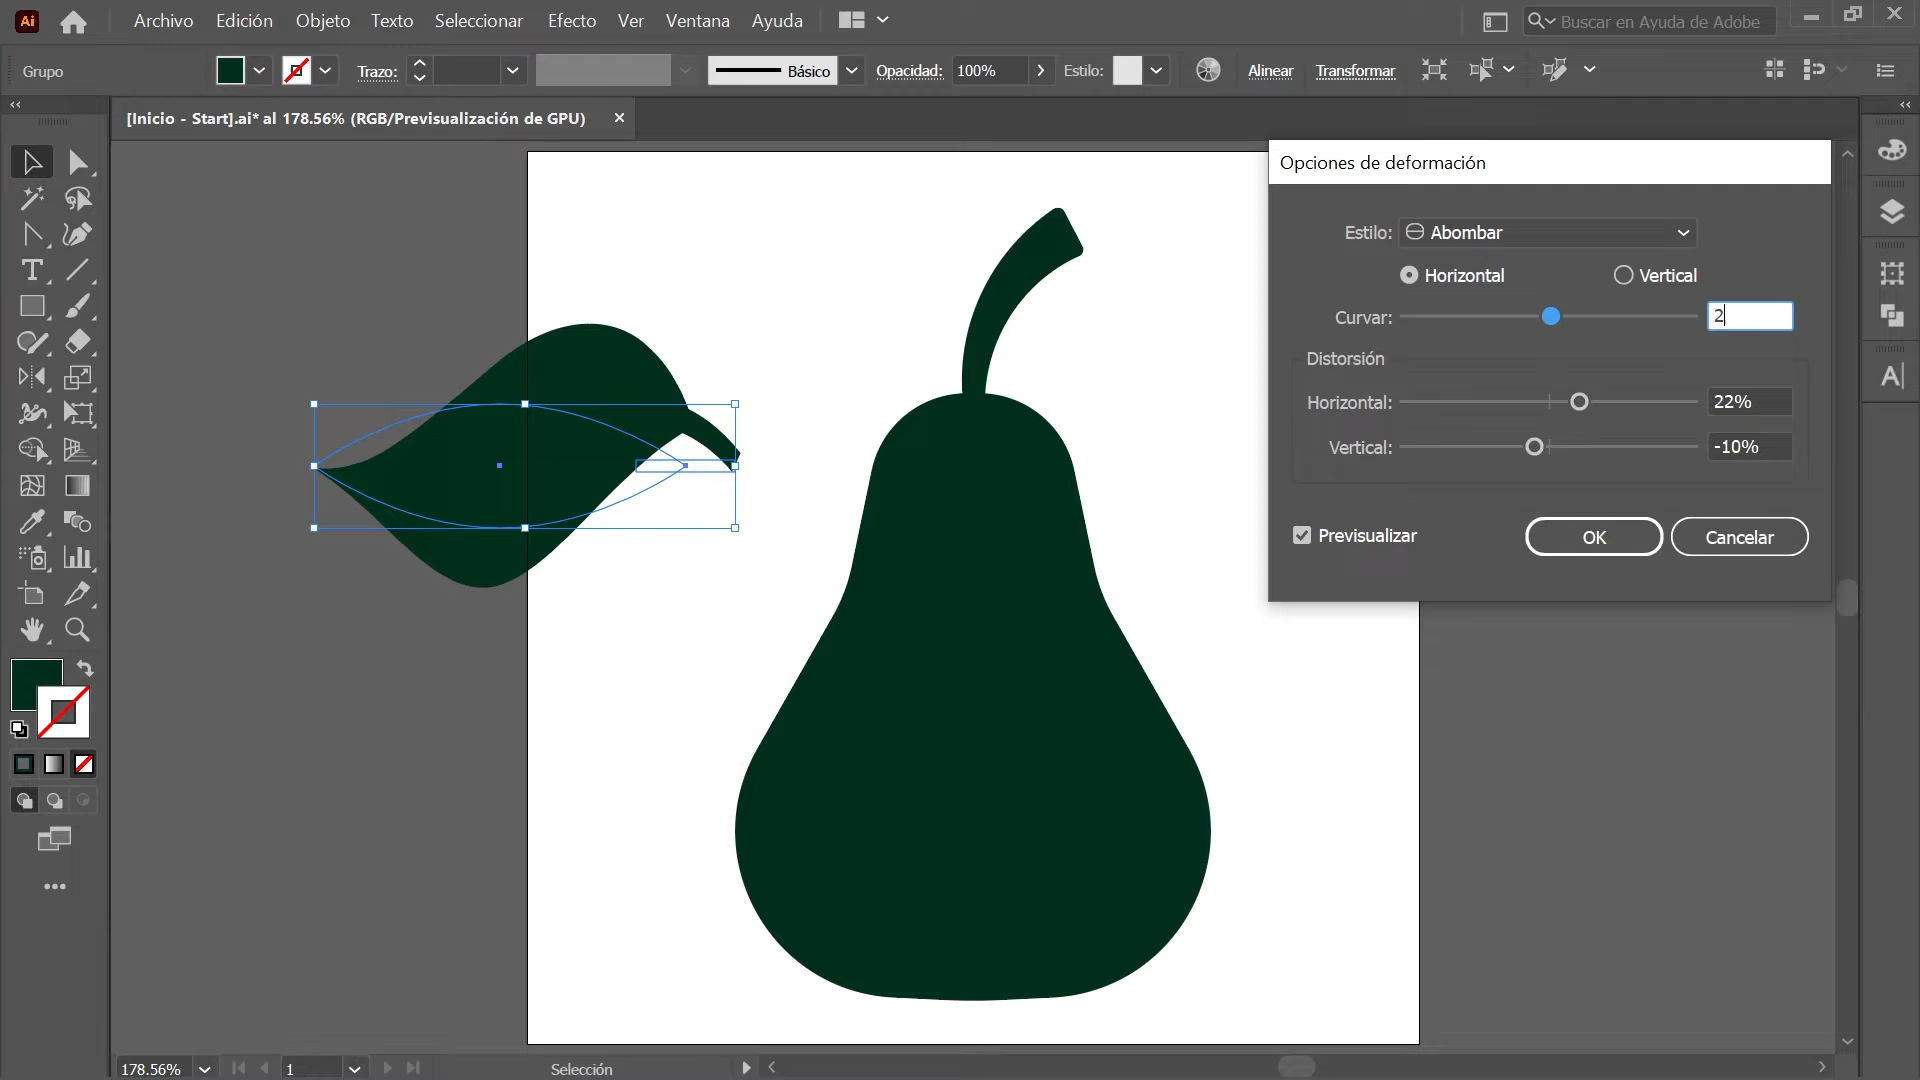 Ai Archivo Edición Objeto Texto Seleccionar Efecto Ver Ventana Ayuda Buscar en Ayuda de Adobe
Grupo Trazo: Básico Opacidad: 100% Estilo: Alinear Transformar
[Inicio - Start].ai* al 178.56% (RGB/Previsualización de GPU)
Opciones de deformación
Estilo: Abombar
Horizontal Vertical
Curvar: 2
Distorsión
Horizontal: 22%
Vertical: -10%
Previsualizar OK Cancelar
178.56% 1 Selección